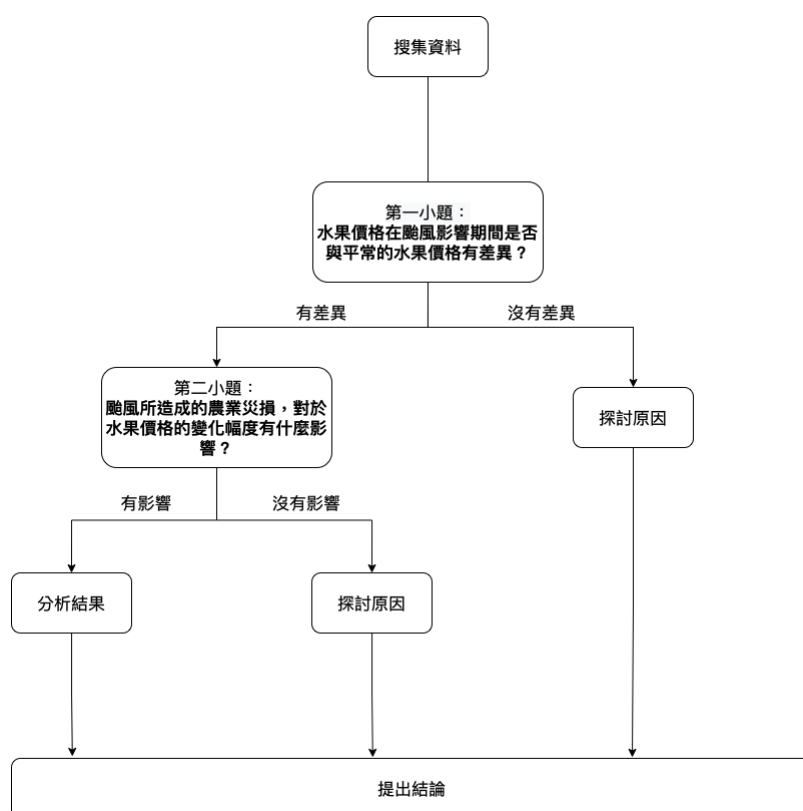 搜集資料
第一小題：
水果價格在颱風影響期間是否
與平常的水果價格有差異？
有差異
沒有差異
第二小題：
颱風所造成的農業災損，對於
水果價格的變化幅度有什麼影
響？
探討原因
有影響
沒有影響
分析結果
探討原因
提出結論